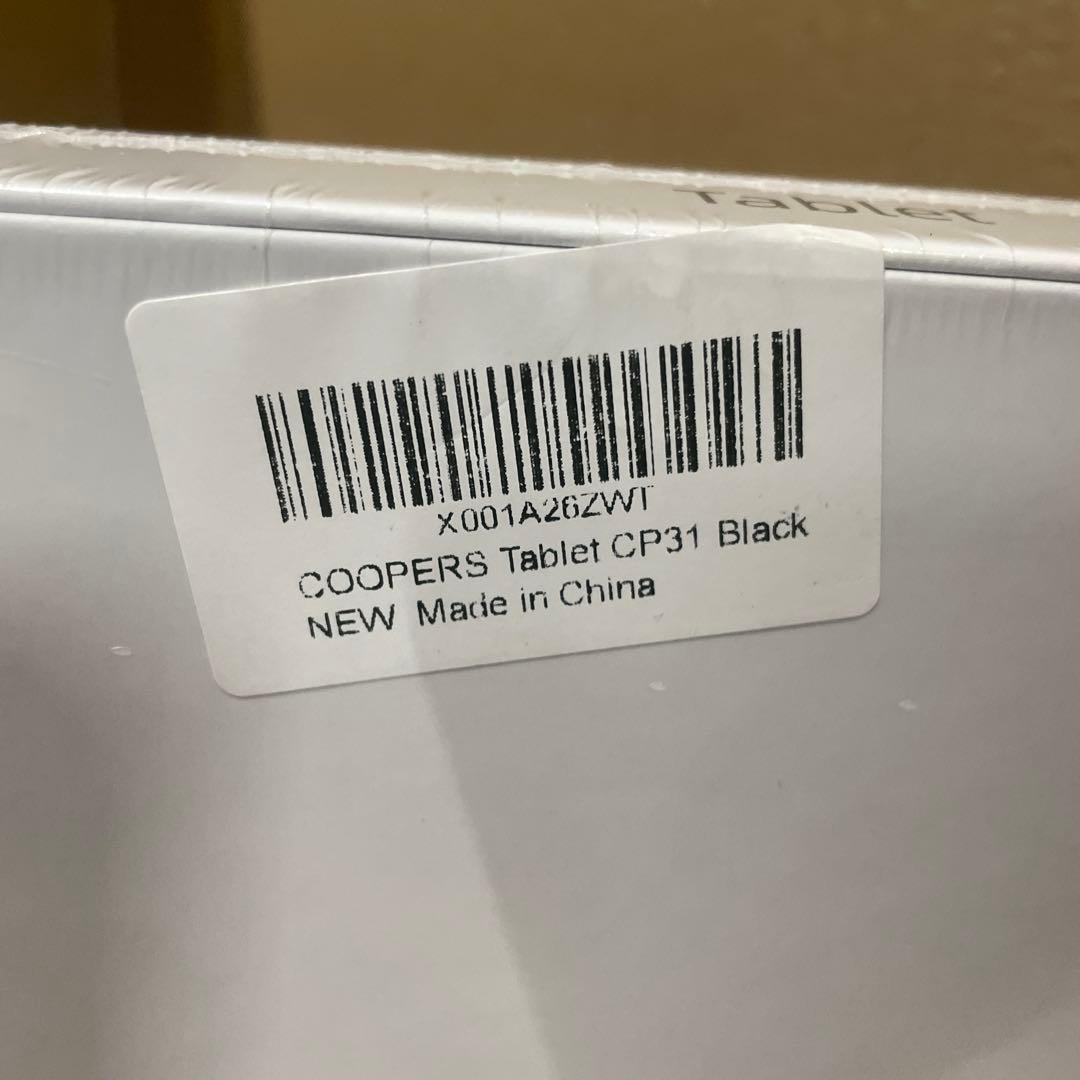 Tablet
X001A26ZWT
COOPERS Tablet CP31 Black
NEW Made in China